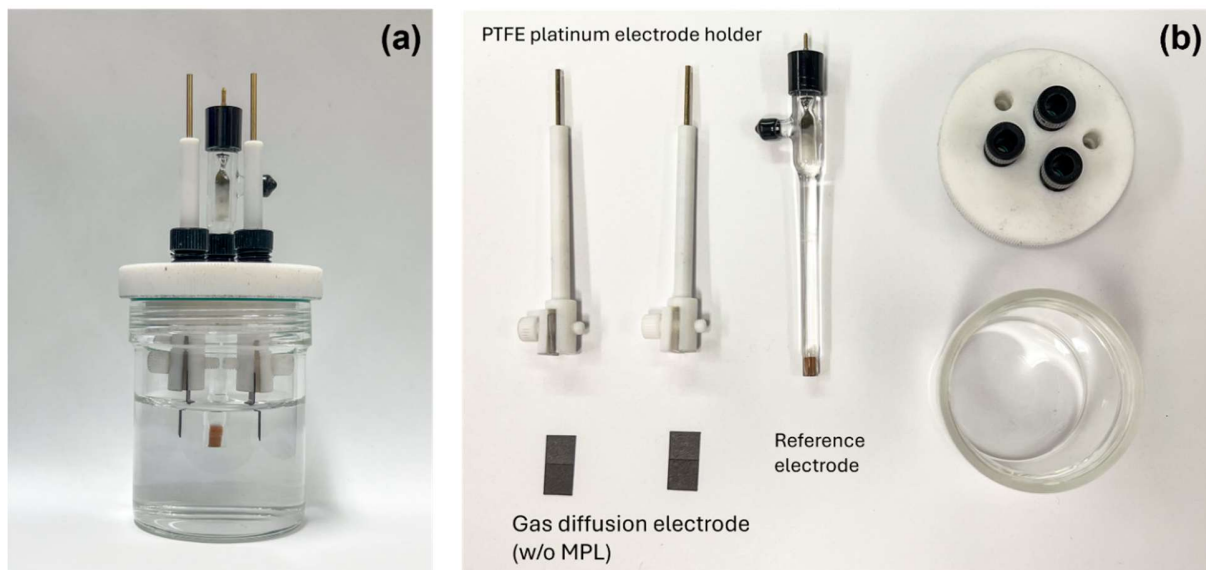 (a)
PTFE platinum electrode holder
(b)
Reference
electrode
Gas diffusion electrode
(w/o MPL)